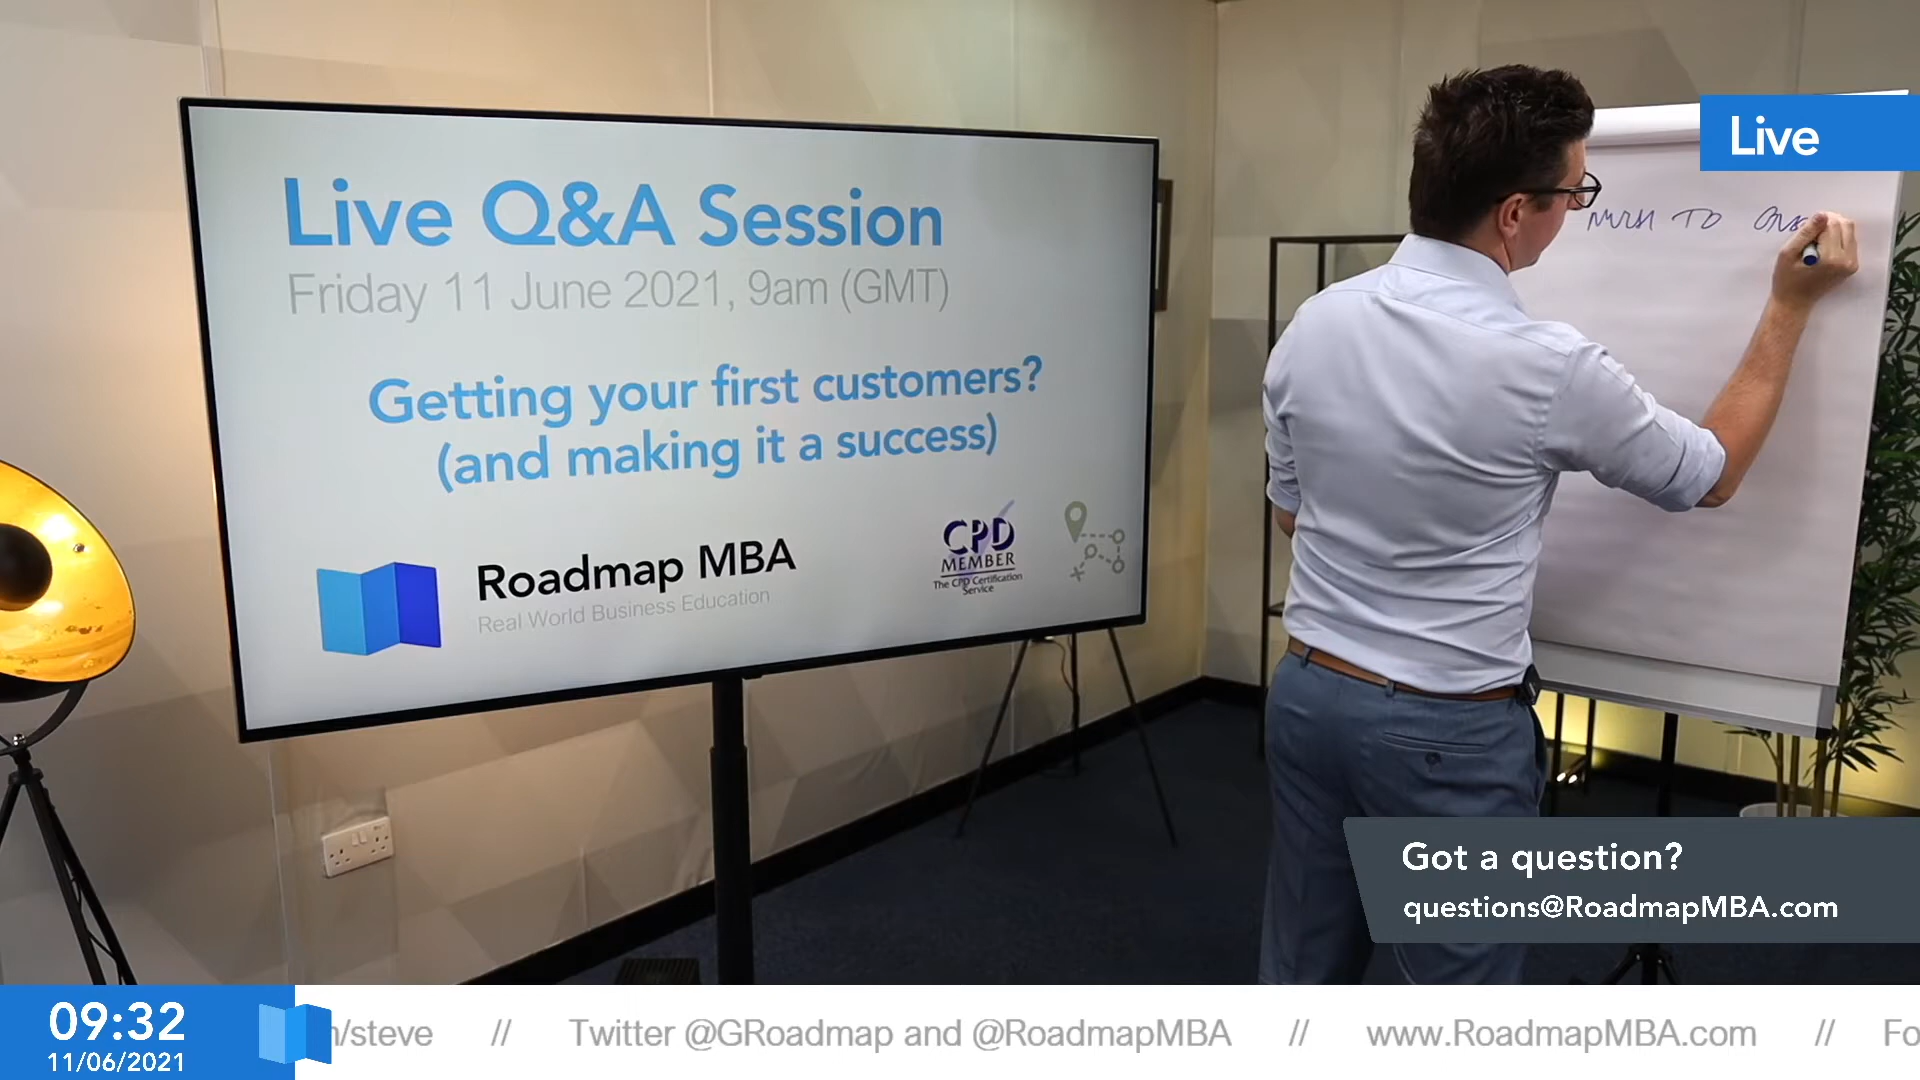 Live Q&A Session
Friday 11 June 2021, 9am (GMT)
Getting your first customers?
(and making it a success)
Roadmap MBA
Real World Business Education
CPD
MEMBER
The CPD Certification
Service
Live
TO
Got a question?
questions@RoadmapMBA.com
09:32
11/06/2021
/steve // Twitter @GRoadmap and @RoadmapMBA // www.RoadmapMBA.com // Fo